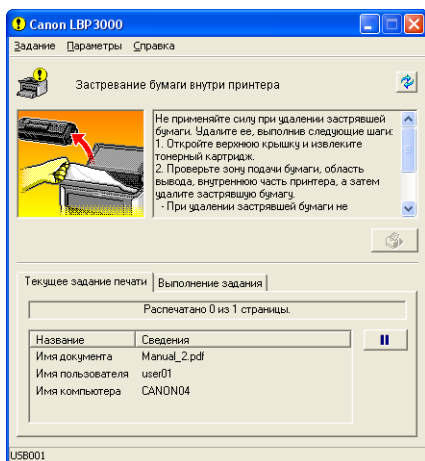 Canon LBP3000
Задание Параметры Справка
Застревание бумаги внутри принтера
Не применяйте силу при удалении застрявшей
бумаги. Удалите ее, выполнив следующие шаги:
1. Откройте верхнюю крышку и извлеките
тонерный картридж.
2. Проверьте зону подачи бумаги, область
вывода, внутреннюю часть принтера, а затем
удалите застрявшую бумагу.
- При удалении застрявшей бумаги не
Текущее задание печати Выполнение задания
Распечатано 0 из 1 страницы.
Название Сведения
Имя документа Manual_2.pdf
Имя пользователя user01
Имя компьютера CANON04
USB001